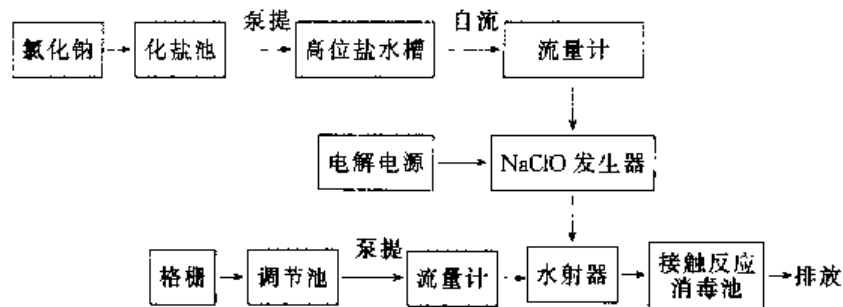 泵提
自流
氯化钠
化盐池
高位盐水槽
流量计
电解电源
NaClO 发生器
泵提
格栅
调节池
流量计
水射器
接触反应
消毒池
排放